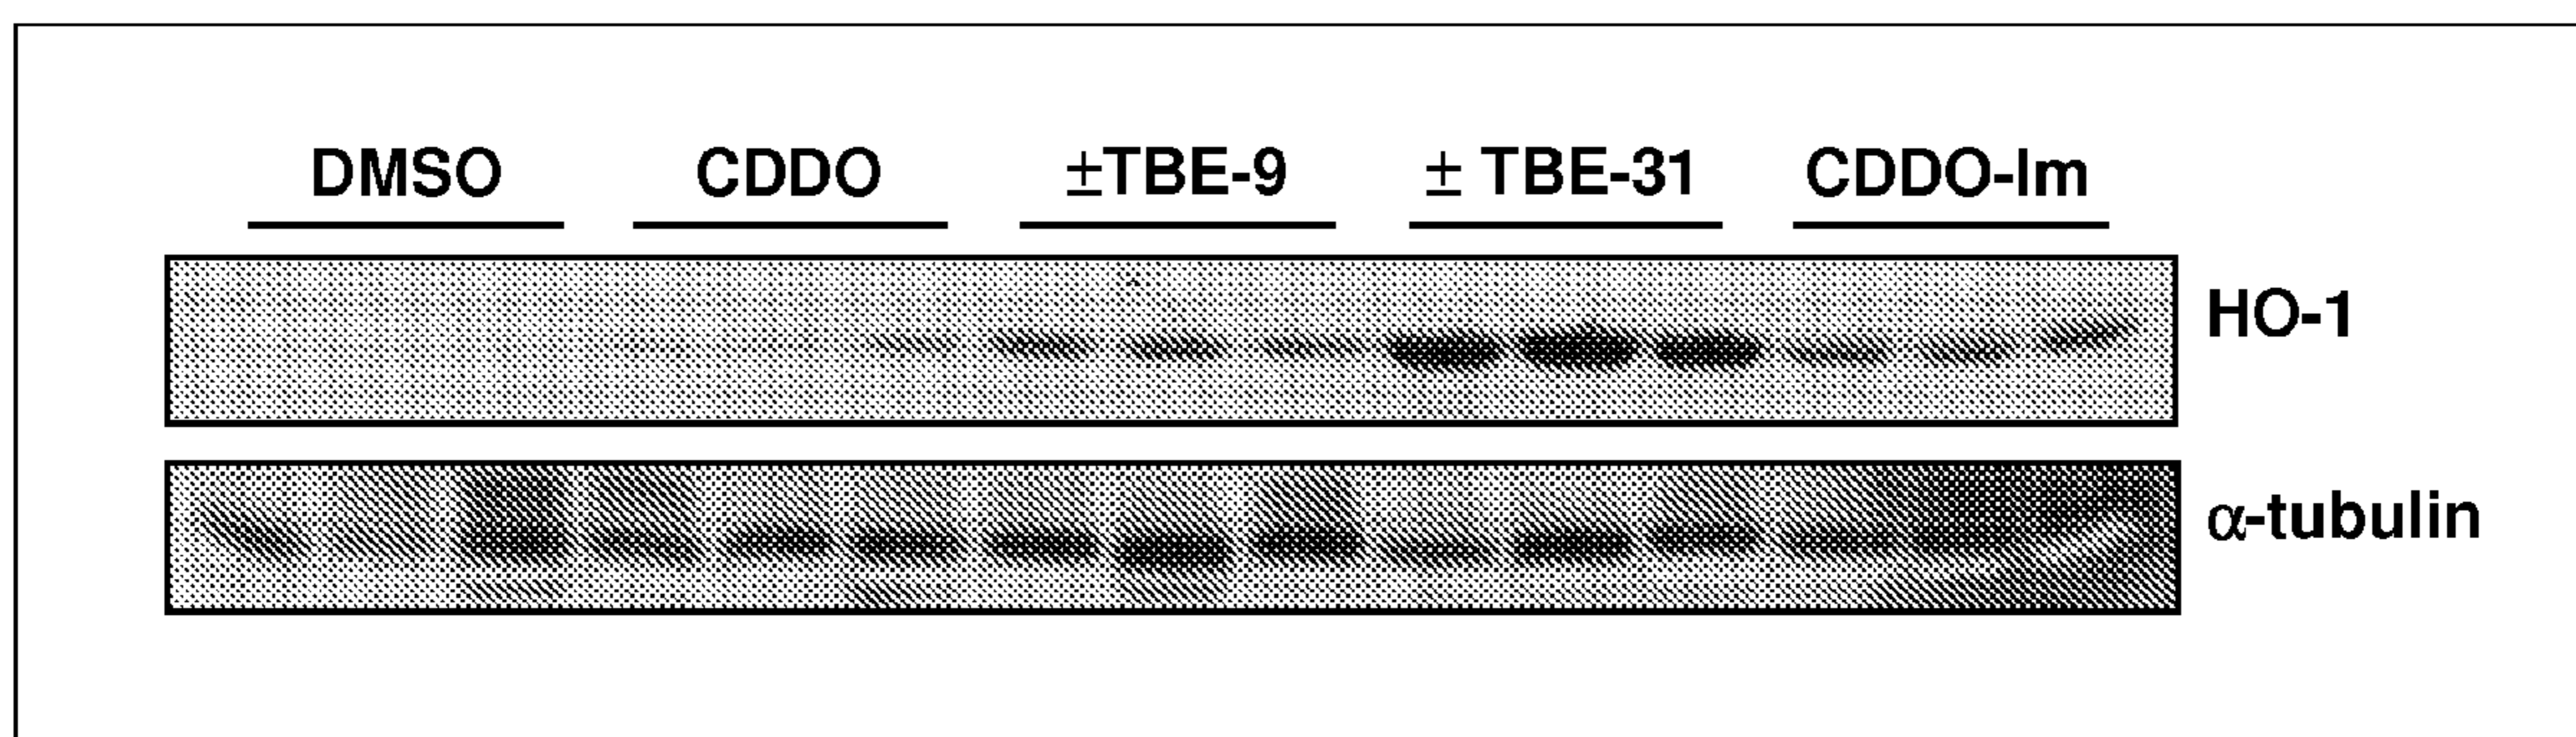 DMSO CDDO ±TBE-9 ± TBE-31 CDDO-Im
HO-1
α-tubulin